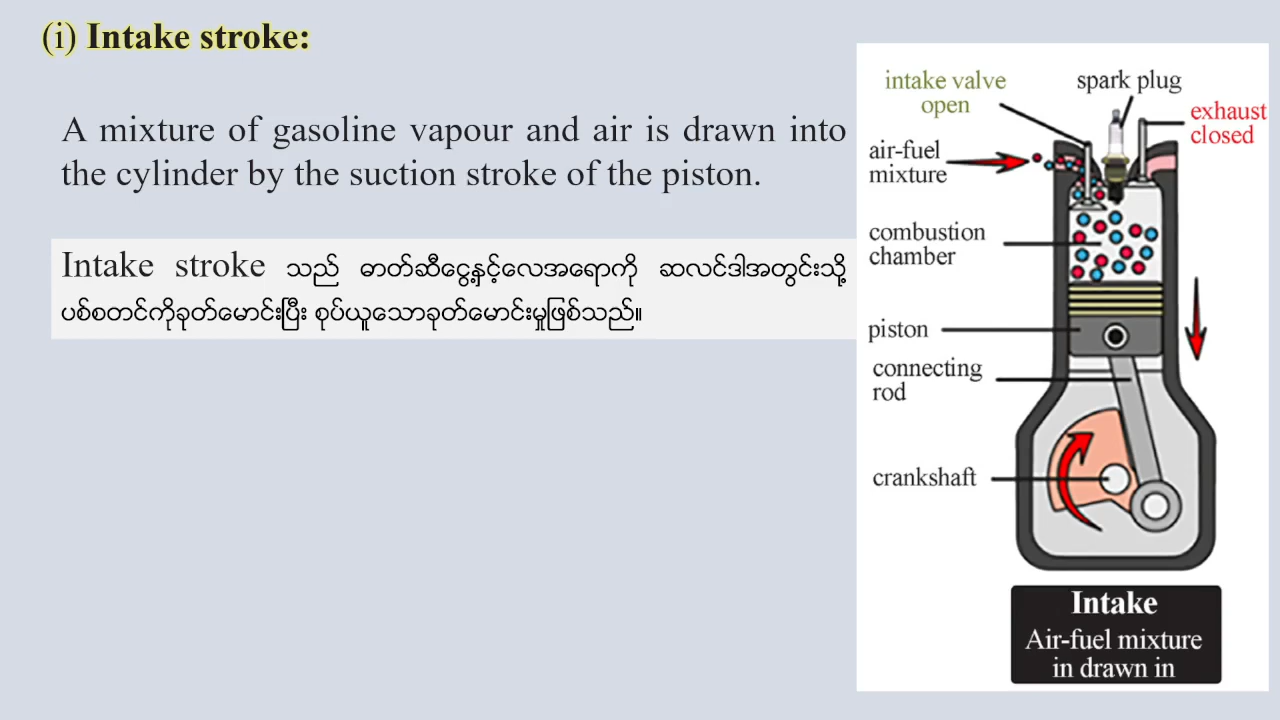 (i) Intake stroke:
A mixture of gasoline vapour and air is drawn into
the cylinder by the suction stroke of the piston.
Intake stroke သည် ဓာတ်ဆီငွေ့နှင့်လေအရောကို ဆလင်ဒါအတွင်းသို့
ပစ်စတင်ကိုခုတ်မောင်းပြီး စုပ်ယူသောခုတ်မောင်းမှုဖြစ်သည်။
intake valve
open
spark plug
exhaust
closed
air-fuel
mixture
combustion
chamber
piston
connecting
rod
crankshaft
Intake
Air-fuel mixture
in drawn in